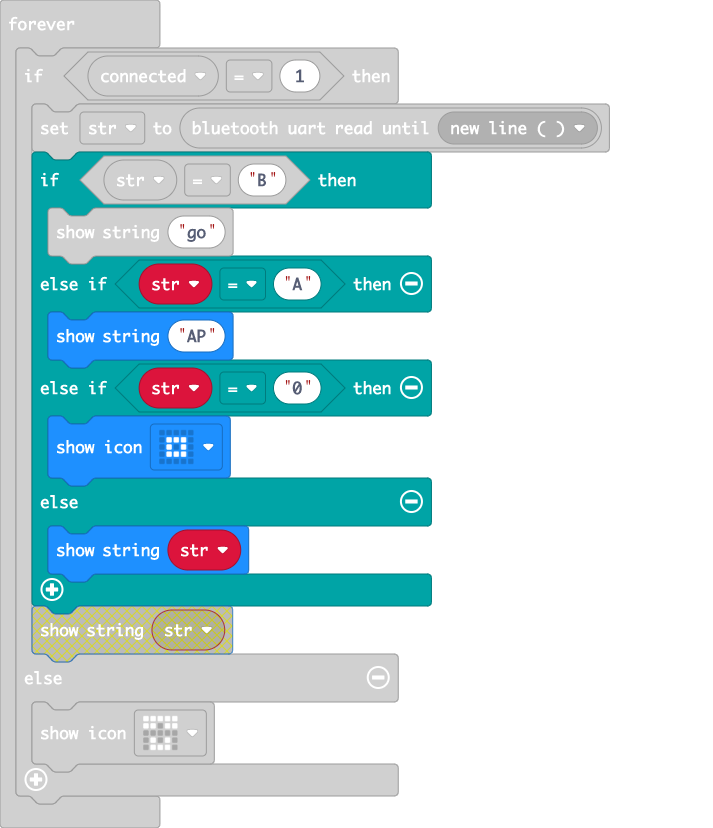 forever
if connected = 1 then
set str to bluetooth uart read until new line ( )
if str = "B" then
show string "go"
else if str = "A" then
show string "AP"
else if str = "0" then
show icon
else
show string str
show string str
else
show icon